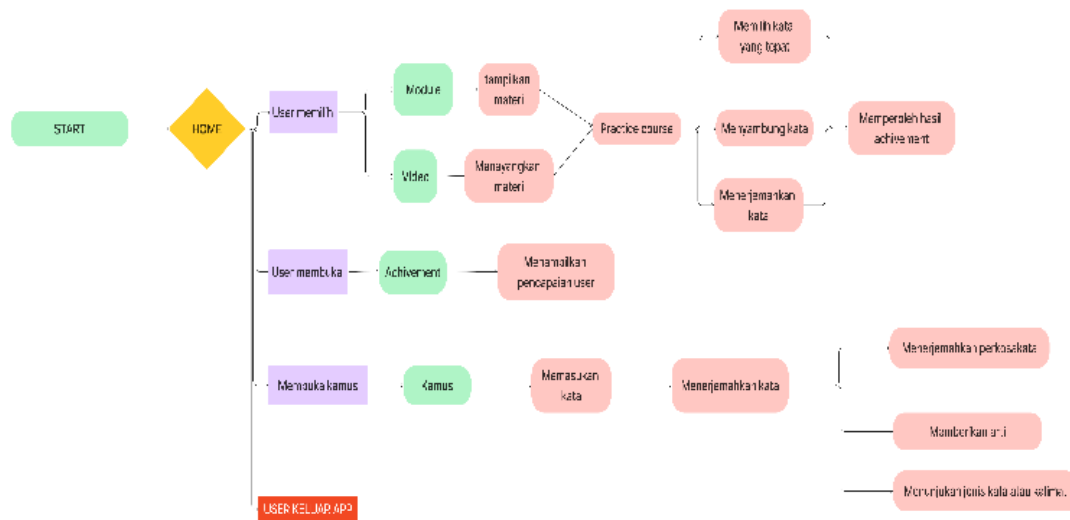 START
HOME
User memilih
Module
tampilkan
materi
Video
Menayangkan
materi
Practice course
Memilih kata
yang tepat
Menyambung kata
Menerjemahkan
kata
Memperoleh hasil
achivement
User membuka
Achivement
pencapaian user
Membuka kamus
Kamus
Memasukan
kata
Menerjemahkan kata
Menerjemahkan perkosakata
Memberikan arti
Menunjukan jenis kata atau
USER KELUAR APP